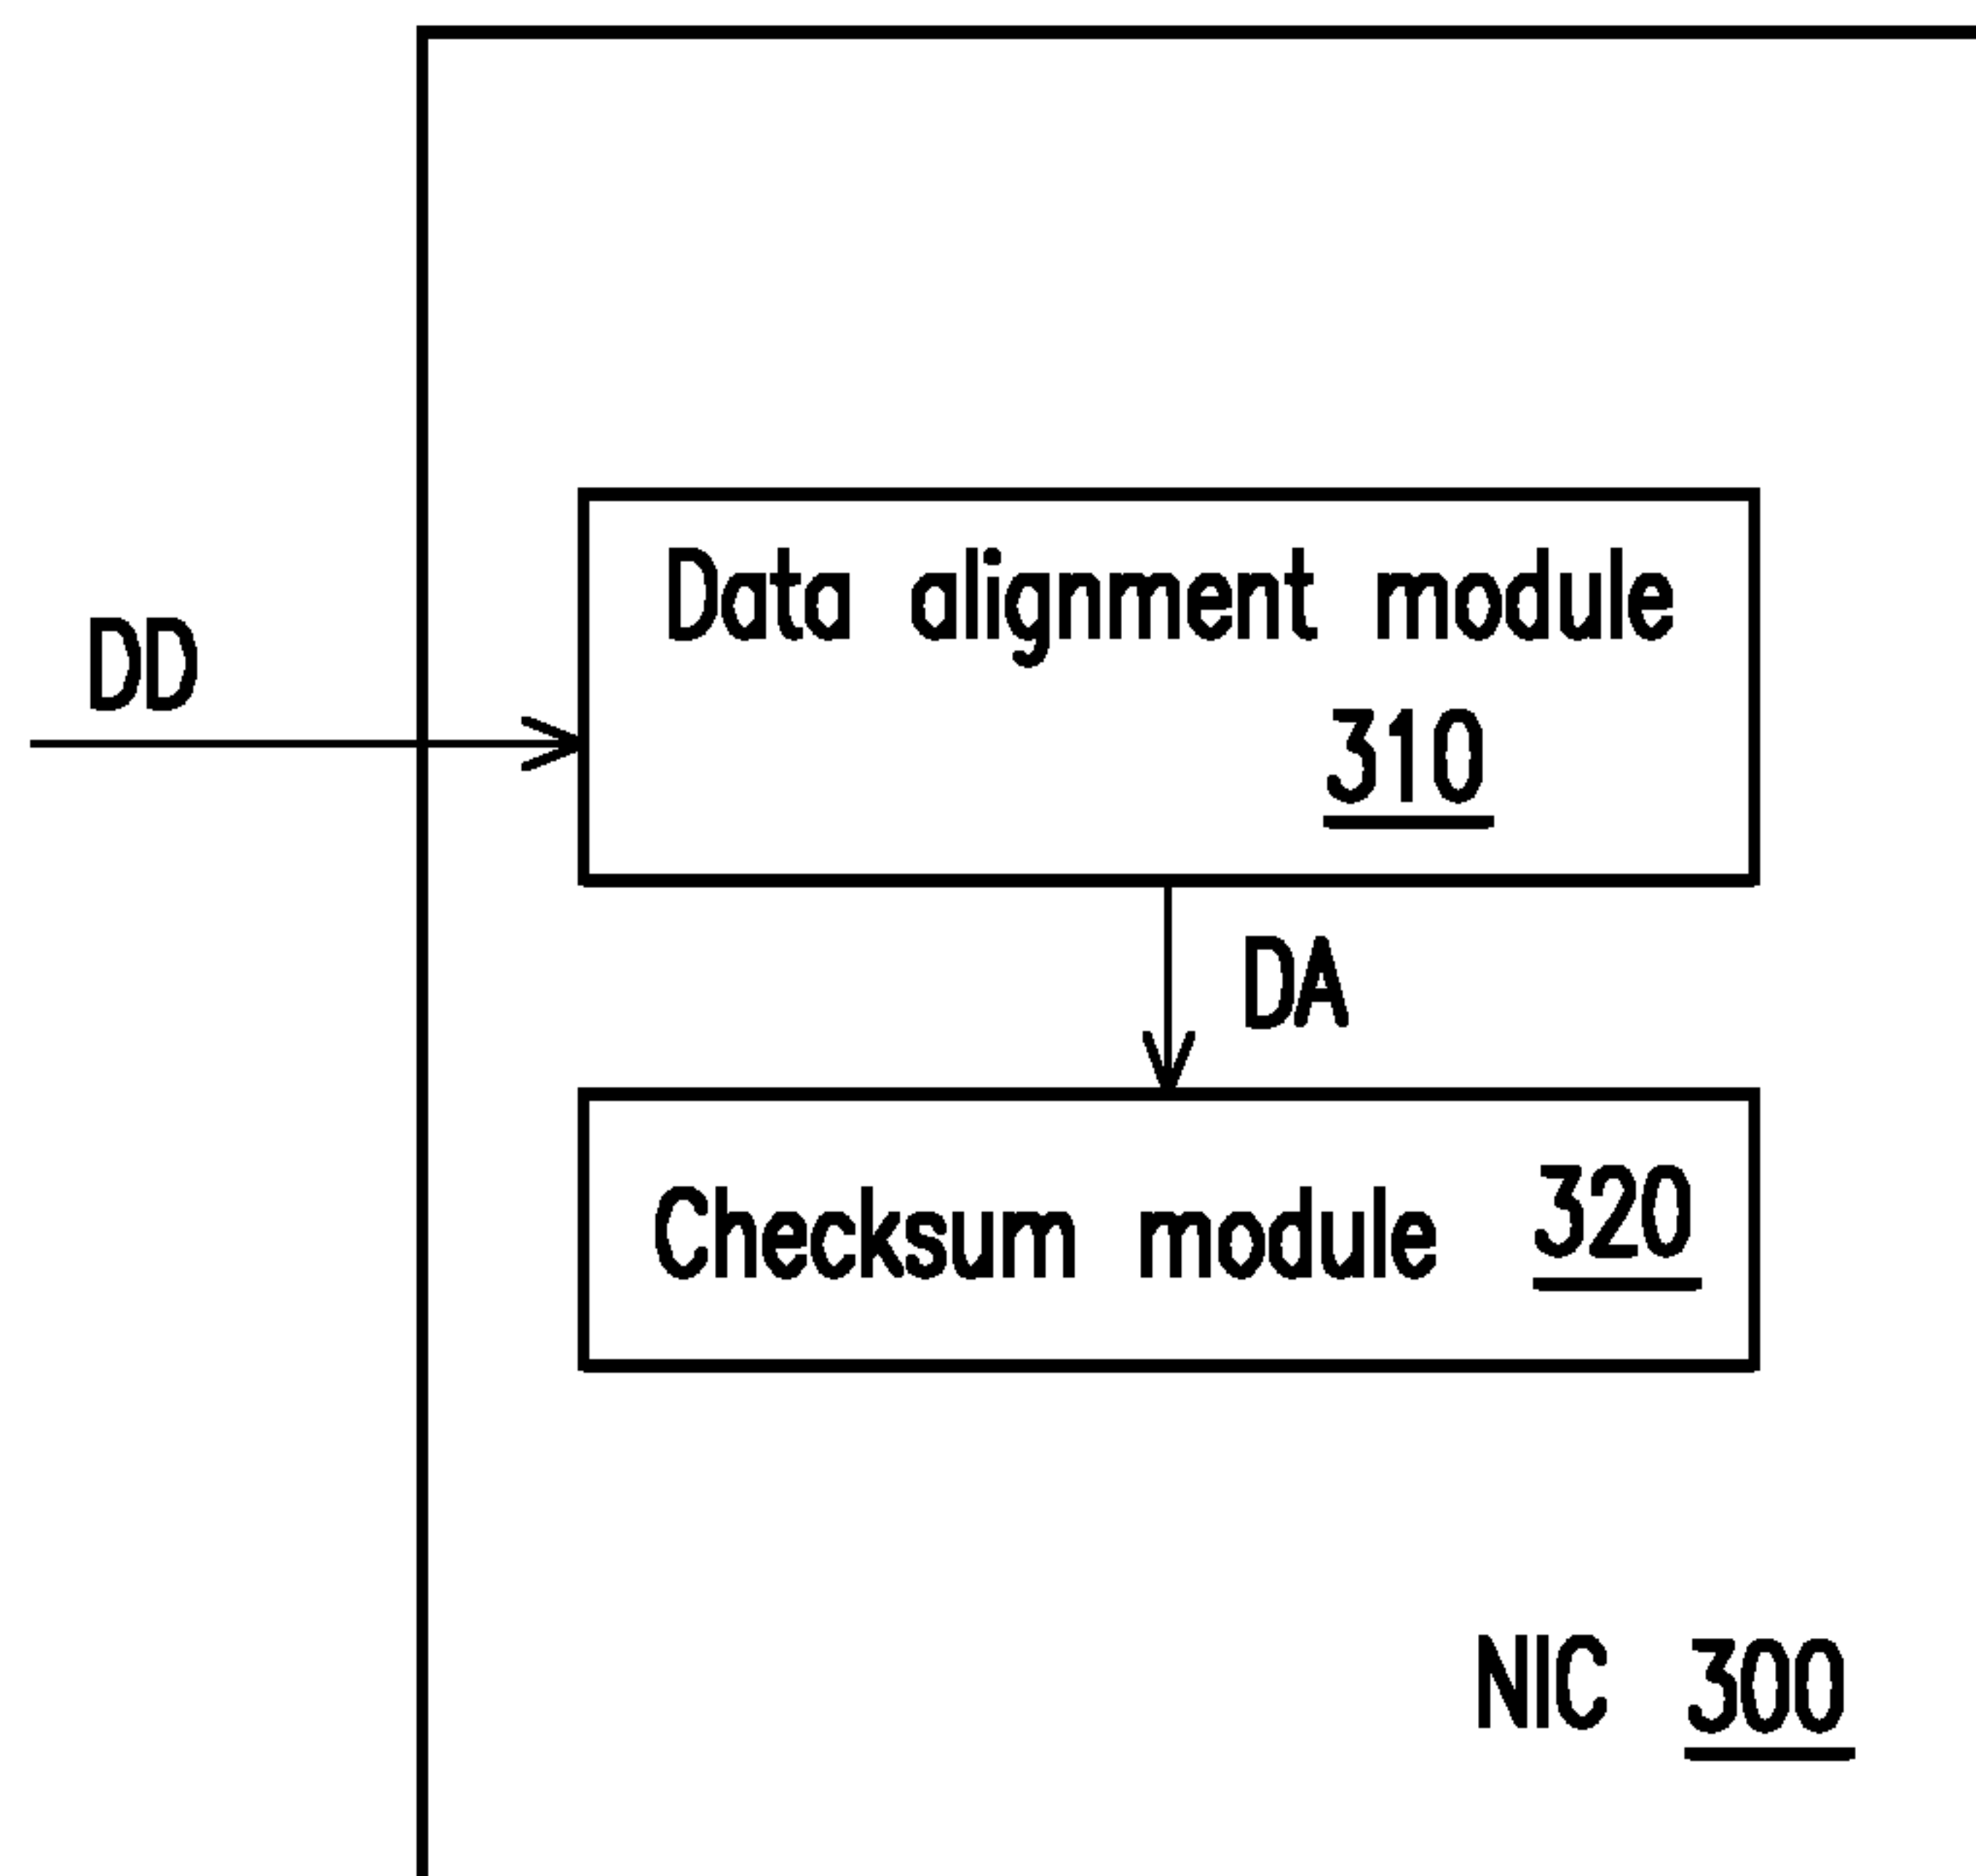 Data alignment module
310
DD
DA
Checksum module 320
NIC 300